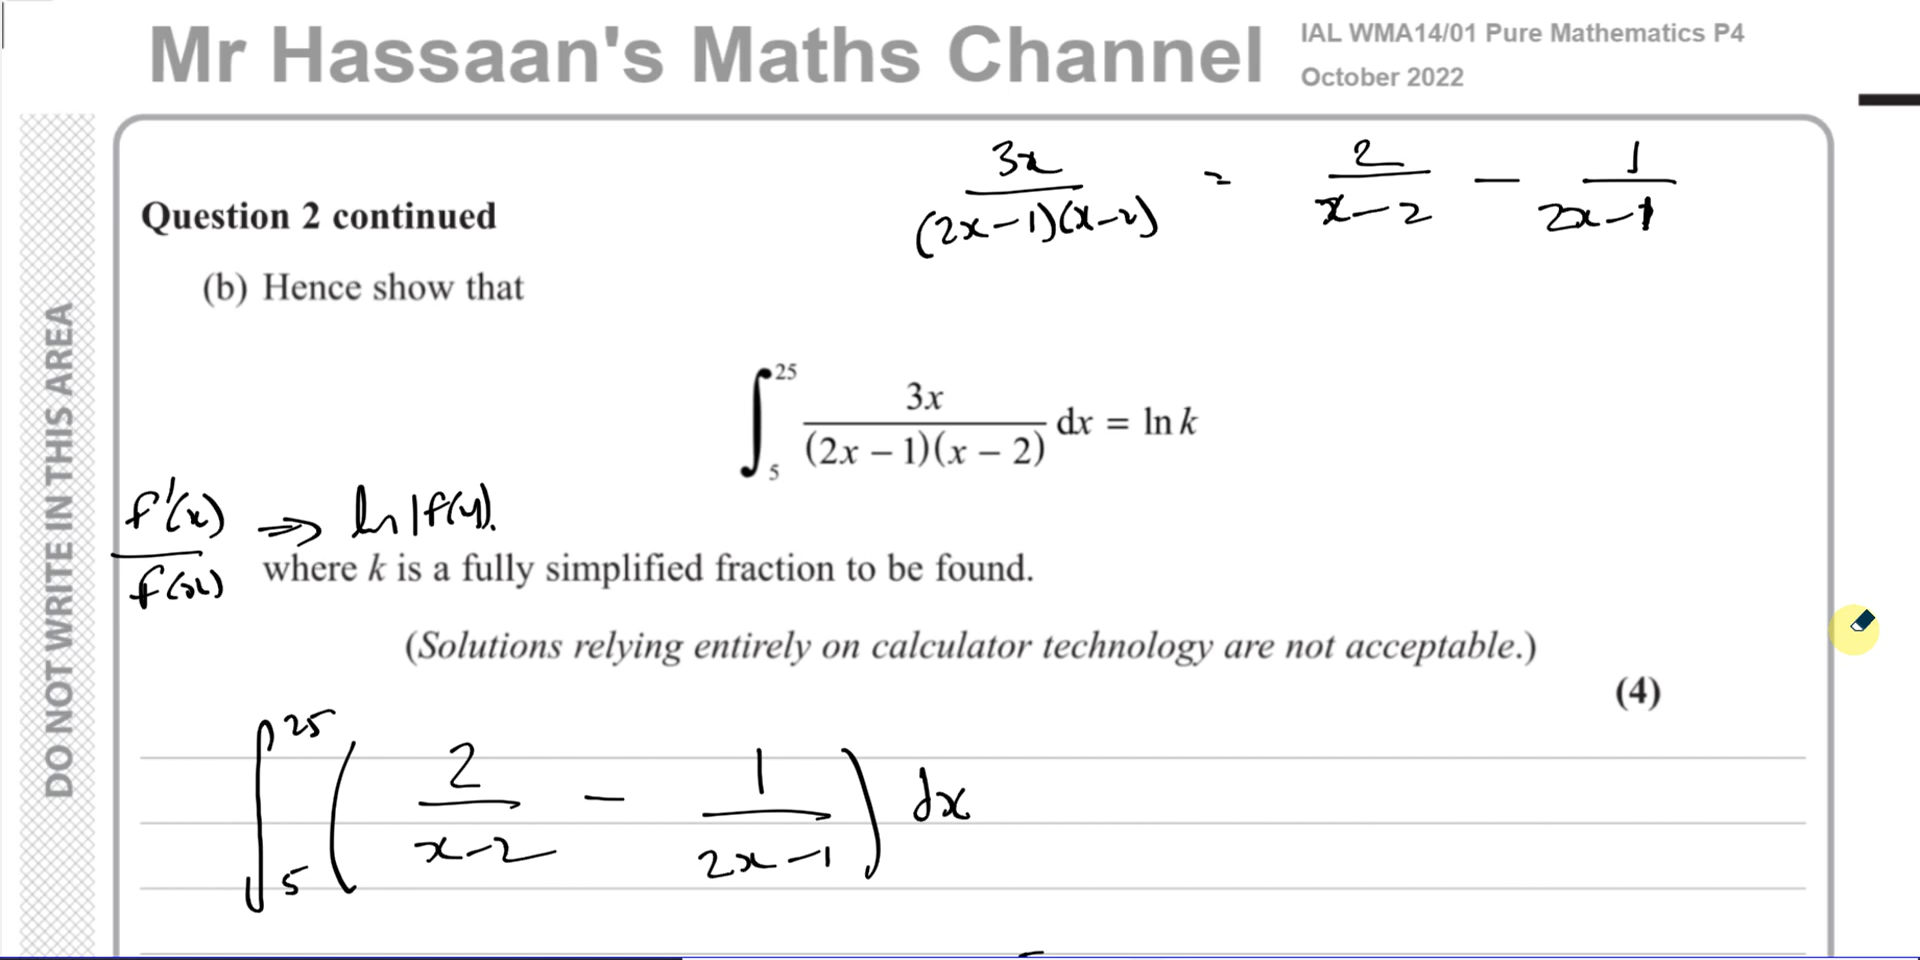 Mr Hassaan's Maths Channel
IAL WMA14/01 Pure Mathematics P4
October 2022
DO NOT WRITE IN THIS AREA
3x/((2x-1)(x-2)) = 2/(x-2) - 1/(2x-1)
Question 2 continued
(b) Hence show that
∫₅²⁵ 3x/((2x - 1)(x - 2)) dx = ln k
f'(x)/f(x) => ln|f(x)|.
where k is a fully simplified fraction to be found.
(Solutions relying entirely on calculator technology are not acceptable.)
(4)
∫₅²⁵ (2/(x-2) - 1/(2x-1)) dx